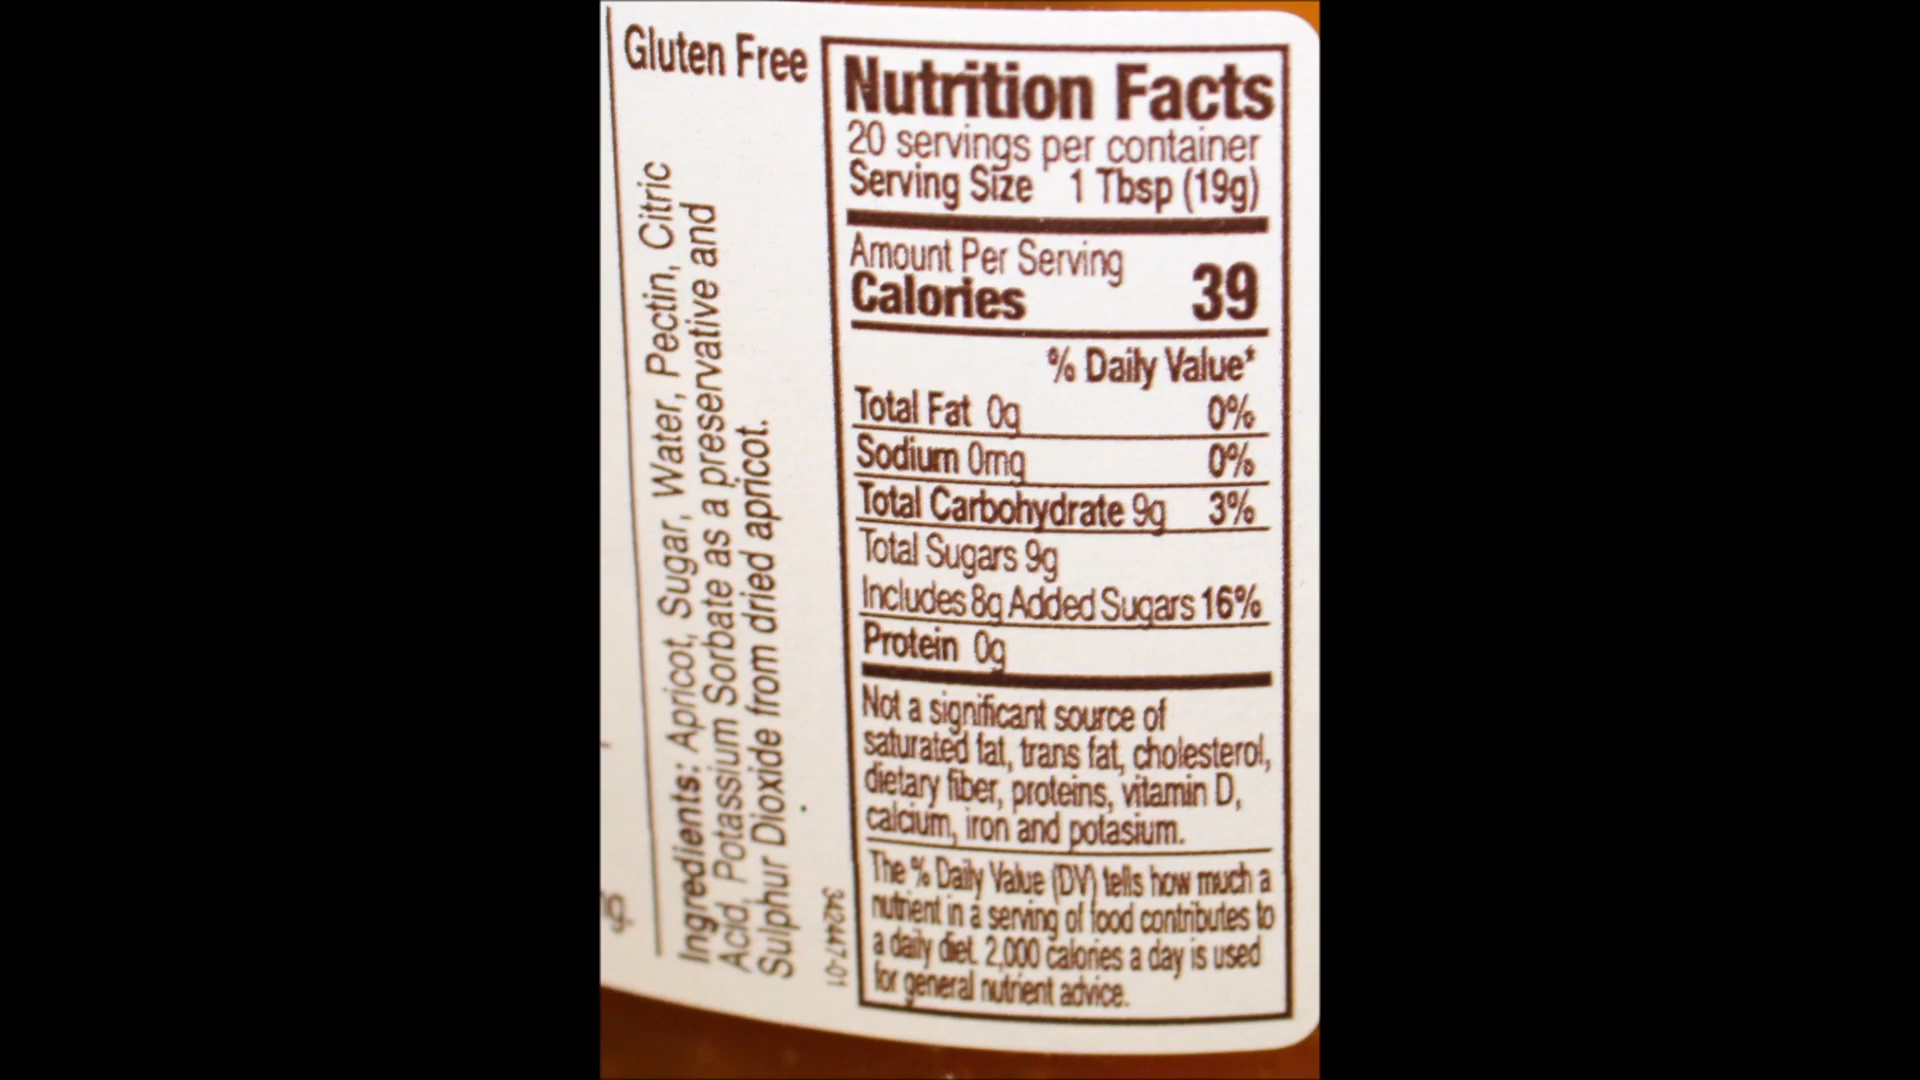 Gluten Free
Ingredients: Apricot, Sugar, Water, Pectin, Citric
Acid, Potassium Sorbate as a preservative and
Sulphur Dioxide from dried apricot.
342447-01
Nutrition Facts
20 servings per container
Serving Size 1 Tbsp (19g)
Amount Per Serving
Calories 39
% Daily Value*
Total Fat 0g 0%
Sodium 0mg 0%
Total Carbohydrate 9g 3%
Total Sugars 9g
Includes 8g Added Sugars 16%
Protein 0g
Not a significant source of
saturated fat, trans fat, cholesterol,
dietary fiber, proteins, vitamin D,
calcium, iron and potasium.
The % Daily Value (DV) tells how much a
nutrient in a serving of food contributes to
a daily diet. 2,000 calories a day is used
for general nutrient advice.